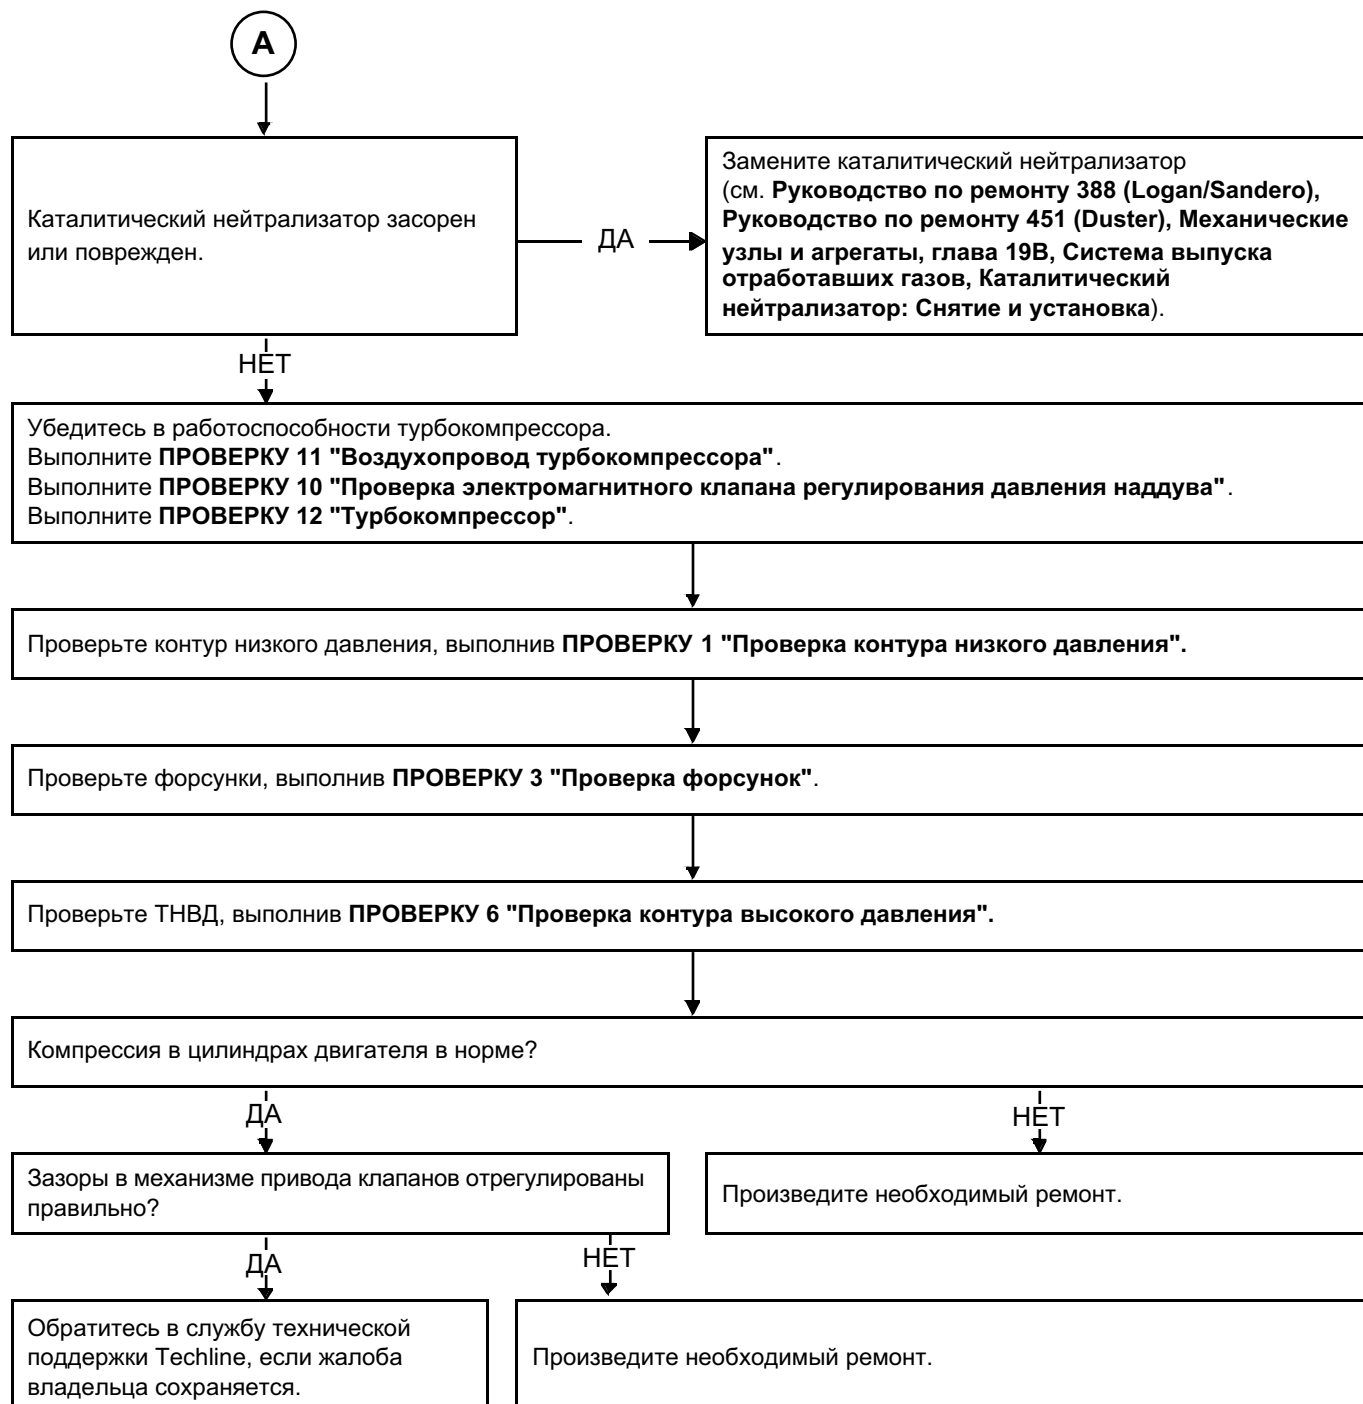 A
Каталитический нейтрализатор засорен
или поврежден.
ДА
Замените каталитический нейтрализатор
(см. Руководство по ремонту 388 (Logan/Sandero),
Руководство по ремонту 451 (Duster), Механические
узлы и агрегаты, глава 19B, Система выпуска
отработавших газов, Каталитический
нейтрализатор: Снятие и установка).
НЕТ
Убедитесь в работоспособности турбокомпрессора.
Выполните ПРОВЕРКУ 11 "Воздухопровод турбокомпрессора".
Выполните ПРОВЕРКУ 10 "Проверка электромагнитного клапана регулирования давления наддува".
Выполните ПРОВЕРКУ 12 "Турбокомпрессор".
Проверьте контур низкого давления, выполнив ПРОВЕРКУ 1 "Проверка контура низкого давления".
Проверьте форсунки, выполнив ПРОВЕРКУ 3 "Проверка форсунок".
Проверьте ТНВД, выполнив ПРОВЕРКУ 6 "Проверка контура высокого давления".
Компрессия в цилиндрах двигателя в норме?
ДА
НЕТ
Зазоры в механизме привода клапанов отрегулированы
правильно?
Произведите необходимый ремонт.
ДА
НЕТ
Обратитесь в службу технической
поддержки Techline, если жалоба
владельца сохраняется.
Произведите необходимый ремонт.